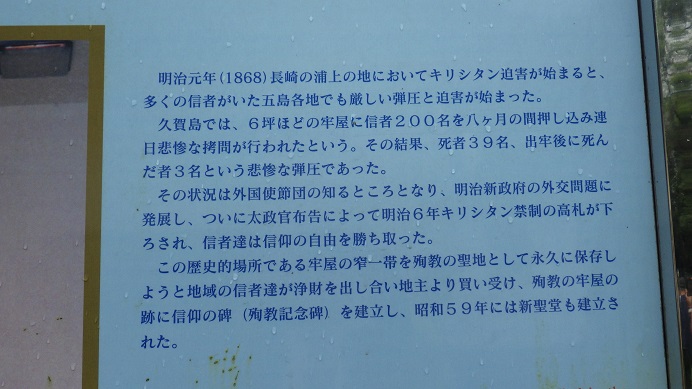 明治元年(1868)長崎の浦上の地においてキリシタン迫害が始まると、
多くの信者がいた五島各地でも厳しい弾圧と迫害が始まった。
久賀島では、６坪ほどの牢屋に信者２００名を八ヶ月の間押し込み連
日悲惨な拷問が行われたという。その結果、死者３９名、出牢後に死ん
だ者３名という悲惨な弾圧であった。
その状況は外国使節団の知るところとなり、明治新政府の外交問題に
発展し、ついに太政官布告によって明治６年キリシタン禁制の高札が下
ろされ、信者達は信仰の自由を勝ち取った。
この歴史的場所である牢屋の窄一帯を殉教の聖地として永久に保存し
ようと地域の信者達が浄財を出し合い地主より買い受け、殉教の牢屋の
跡に信仰の碑（殉教記念碑）を建立し、昭和５９年には新聖堂も建立さ
れた。